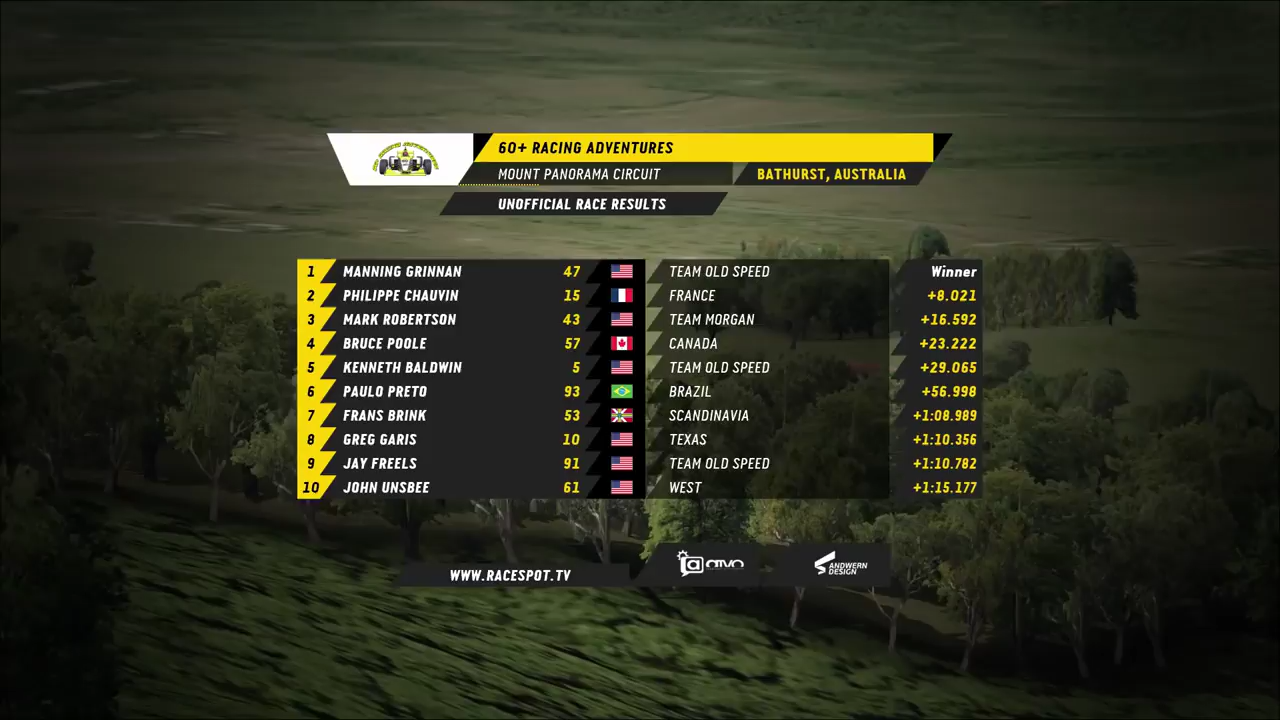 60+ RACING ADVENTURES
MOUNT PANORAMA CIRCUIT BATHURST, AUSTRALIA
UNOFFICIAL RACE RESULTS
1 MANNING GRINNAN 47 TEAM OLD SPEED Winner
2 PHILIPPE CHAUVIN 15 FRANCE +8.021
3 MARK ROBERTSON 43 TEAM MORGAN +16.592
4 BRUCE POOLE 57 CANADA +23.222
5 KENNETH BALDWIN 5 TEAM OLD SPEED +29.065
6 PAULO PRETO 93 BRAZIL +56.998
7 FRANS BRINK 53 SCANDINAVIA +1:08.989
8 GREG GARIS 10 TEXAS +1:10.356
9 JAY FREELS 91 TEAM OLD SPEED +1:10.782
10 JOHN UNSBEE 61 WEST +1:15.177
WWW.RACESPOT.TV
ATVO
SANDWERN
DESIGN